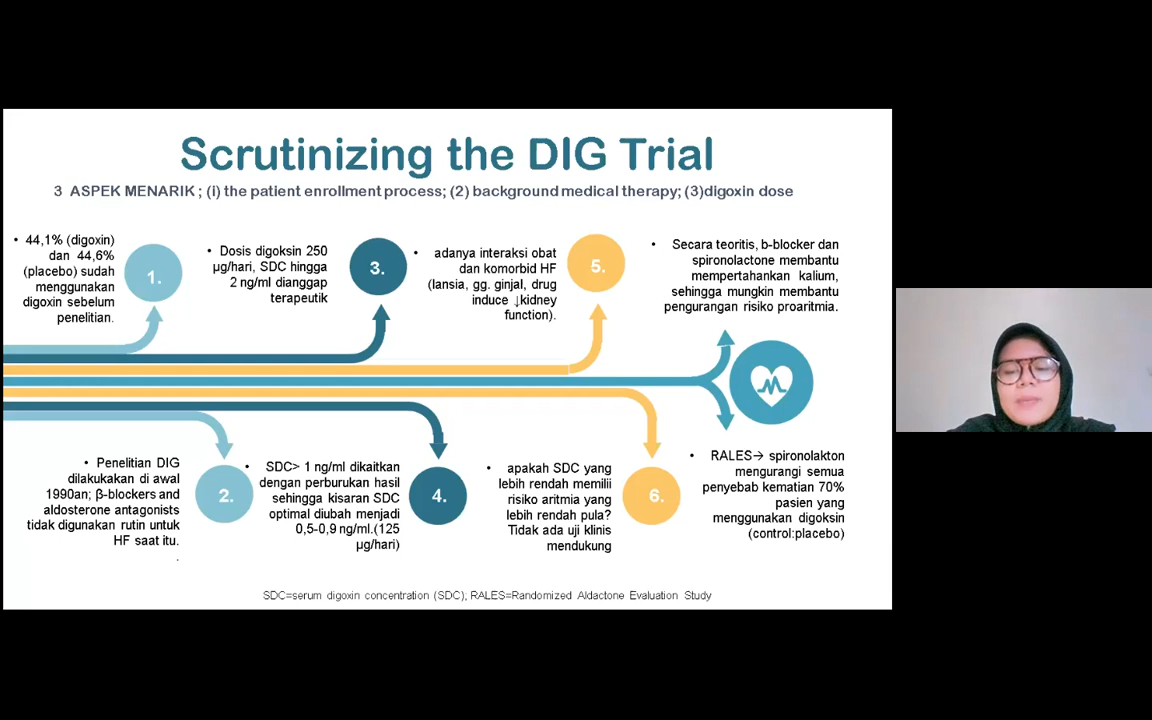 Scrutinizing the DIG Trial
3 ASPEK MENARIK ; (i) the patient enrollment process; (2) background medical therapy; (3)digoxin dose
• 44,1% (digoxin)
dan 44,6%
(placebo) sudah
menggunakan
digoxin sebelum
penelitian.
1.
• Dosis digoksin 250
µg/hari, SDC hingga
2 ng/ml dianggap
terapeutik
3.
• adanya interaksi obat
dan komorbid HF
(lansia, gg. ginjal, drug
induce ↓kidney
function).
5.
• Secara teoritis, b-blocker dan
spironolactone membantu
mempertahankan kalium,
sehingga mungkin membantu
pengurangan risiko proaritmia.
• Penelitian DIG
dilakukakan di awal
1990an; β-blockers and
aldosterone antagonists
tidak digunakan rutin untuk
HF saat itu.
.
2.
• SDC> 1 ng/ml dikaitkan
dengan perburukan hasil
sehingga kisaran SDC
optimal diubah menjadi
0,5-0,9 ng/ml.(125
µg/hari)
4.
• apakah SDC yang
lebih rendah memilii
risiko aritmia yang
lebih rendah pula?
Tidak ada uji klinis
mendukung
6.
• RALES→ spironolakton
mengurangi semua
penyebab kematian 70%
pasien yang
menggunakan digoksin
(control:placebo)
SDC=serum digoxin concentration (SDC), RALES=Randomized Aldactone Evaluation Study